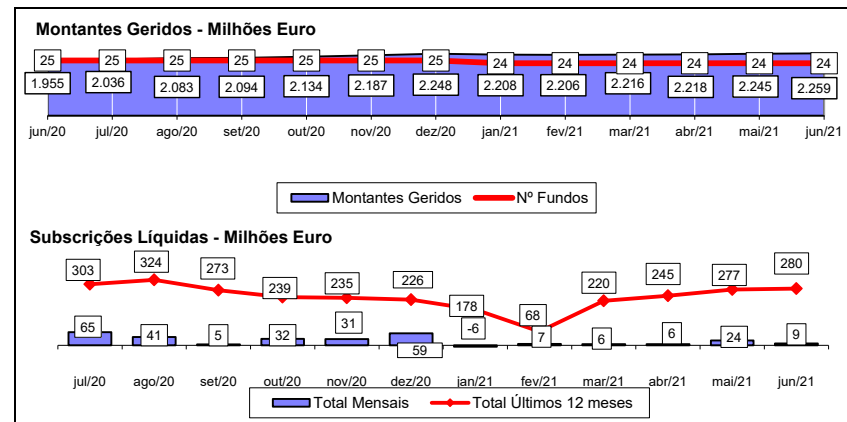 Montantes Geridos - Milhões Euro
25 25 25 25 25 25 25 24 24 24 24 24 24
1.955 2.036 2.083 2.094 2.134 2.187 2.248 2.208 2.206 2.216 2.218 2.245 2.259
jun/20 jul/20 ago/20 set/20 out/20 nov/20 dez/20 jan/21 fev/21 mar/21 abr/21 mai/21 jun/21
Montantes Geridos Nº Fundos
Subscrições Líquidas - Milhões Euro
303 324 273 239 235 226 178 68 220 245 277 280
65 41 5 32 31 59 -6 7 6 6 24 9
jul/20 ago/20 set/20 out/20 nov/20 dez/20 jan/21 fev/21 mar/21 abr/21 mai/21 jun/21
Total Mensais Total Últimos 12 meses